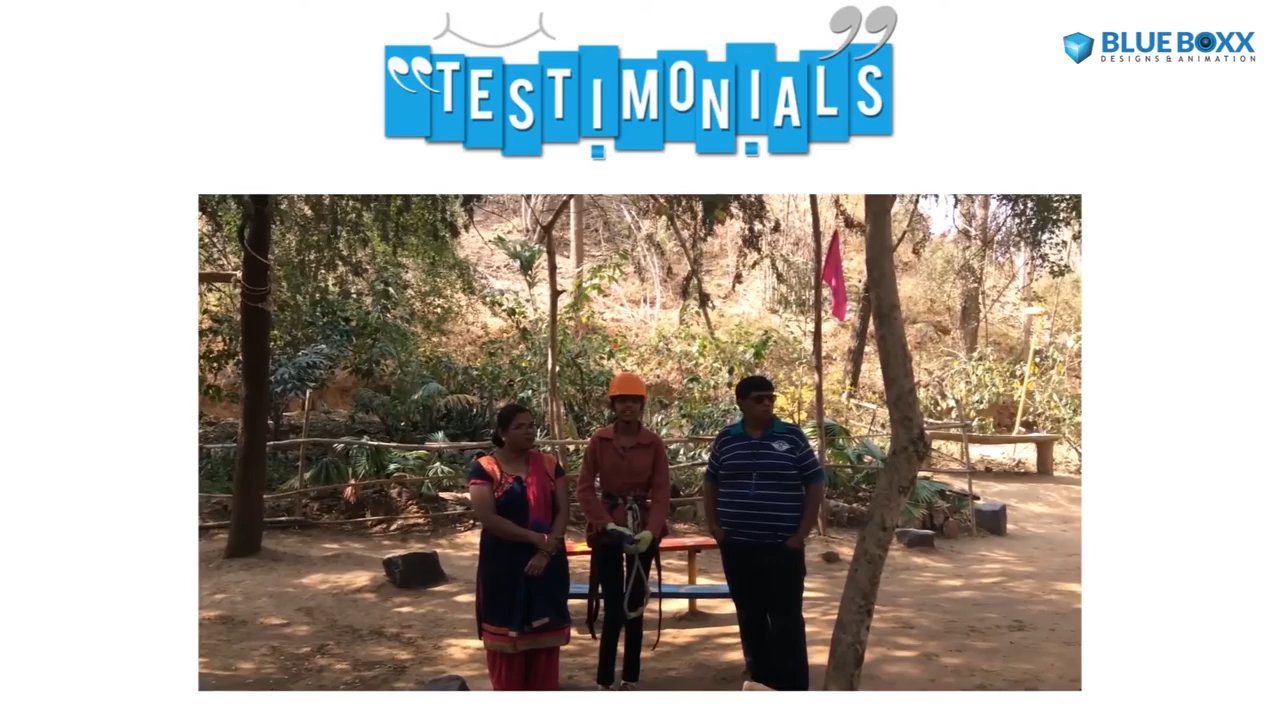 “TESTIMONIALS”
BLUE BOXX
DESIGNS & ANIMATION